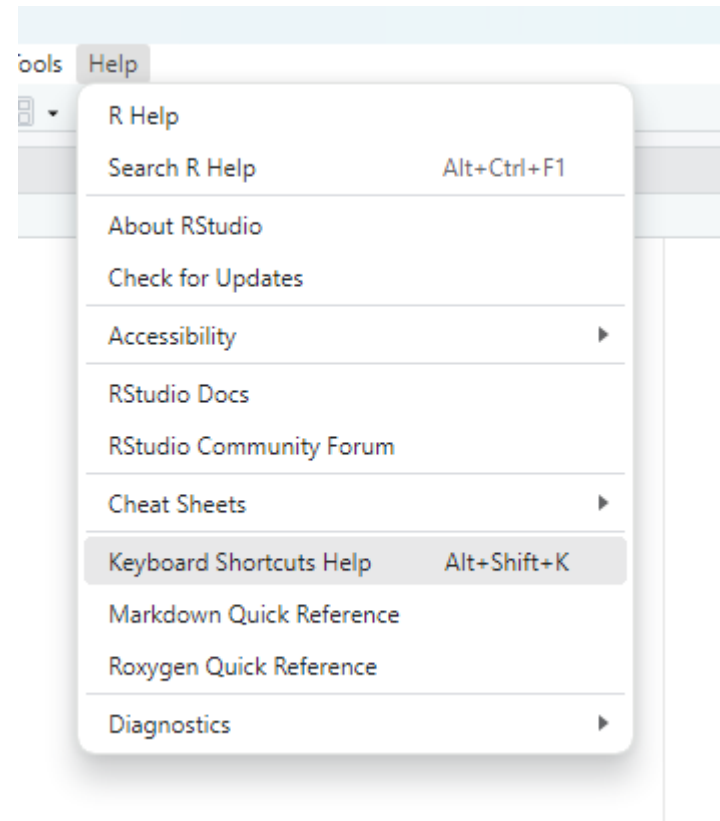 ools Help
R Help
Search R Help Alt+Ctrl+F1
About RStudio
Check for Updates
Accessibility
RStudio Docs
RStudio Community Forum
Cheat Sheets
Keyboard Shortcuts Help Alt+Shift+K
Markdown Quick Reference
Roxygen Quick Reference
Diagnostics